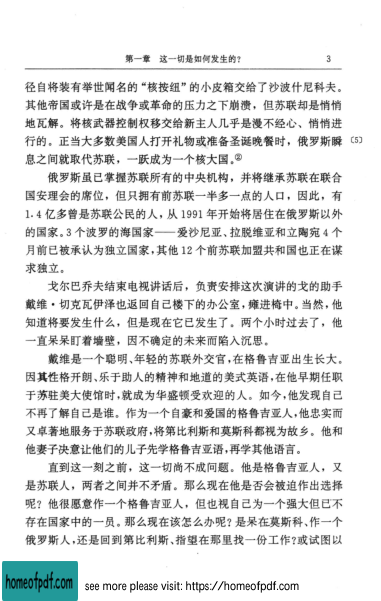 第一章 这一切是如何发生的? 3
径自将装有举世闻名的“核按钮”的小皮箱交给了沙波什尼科夫。
其他帝国或许是在战争或革命的压力之下崩溃,但苏联却是悄悄
地瓦解。将核武器控制权移交给新主人几乎是漫不经心、悄悄进
行的。正当大多数美国人打开礼物或准备圣诞晚餐时,俄罗斯瞬 〔5〕
息之间就取代苏联,一跃成为一个核大国。②
俄罗斯虽已掌握苏联所有的中央机构,并将继承苏联在联合
国安理会的席位,但只拥有前苏联一半多一点的人口,因此,有
1.4 亿多曾是苏联公民的人,从 1991 年开始将居住在俄罗斯以外
的国家。3 个波罗的海国家——爱沙尼亚、拉脱维亚和立陶宛 4 个
月前已被承认为独立国家,其他 12 个前苏联加盟共和国也正在谋
求独立。
戈尔巴乔夫结束电视讲话后,负责安排这次演讲的戈的助手
戴维·切克瓦伊泽也返回自己楼下的办公室,瘫进椅中。当然,他
知道将要发生什么,但是现在它已发生了。两个小时过去了,他
一直呆呆盯着墙壁,因不确定的未来而陷入沉思。
戴维是一个聪明、年轻的苏联外交官,在格鲁吉亚出生长大。
因其性格开朗、乐于助人的精神和地道的美式英语,在他早期任职
于苏驻美大使馆时,就成为华盛顿受欢迎的人。如今,他发现自己
不再了解自己是谁。作为一个自豪和爱国的格鲁吉亚人,他忠实而
又卓著地服务于苏联政府,将第比利斯和莫斯科都视为故乡。他和
他妻子决意让他们的儿子先学格鲁吉亚语,再学其他语言。
直到这一刻之前,这一切尚不成问题。他是格鲁吉亚人,又
是苏联人,两者之间并不矛盾。那么现在他是否会被迫作出选择
呢?他很愿意作一个格鲁吉亚人,但也视自己为一个强大但已不
存在国家中的一员。那么现在该怎么办呢?是呆在莫斯科、作一个
俄罗斯人,还是回到第比利斯、指望在那里找一份工作?或试图以
homeofpdf.com
see more please visit: https://homeofpdf.com